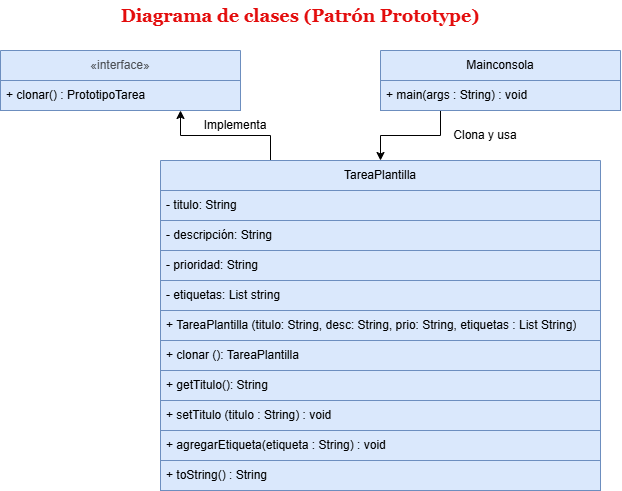 Diagrama de clases (Patrón Prototype)
«interface»
+ clonar() : PrototipoTarea
Mainconsola
+ main(args : String) : void
Implementa
Clona y usa
TareaPlantilla
- titulo: String
- descripción: String
- prioridad: String
- etiquetas: List string
+ TareaPlantilla (titulo: String, desc: String, prio: String, etiquetas : List String)
+ clonar (): TareaPlantilla
+ getTitulo(): String
+ setTitulo (titulo : String) : void
+ agregarEtiqueta(etiqueta : String) : void
+ toString() : String